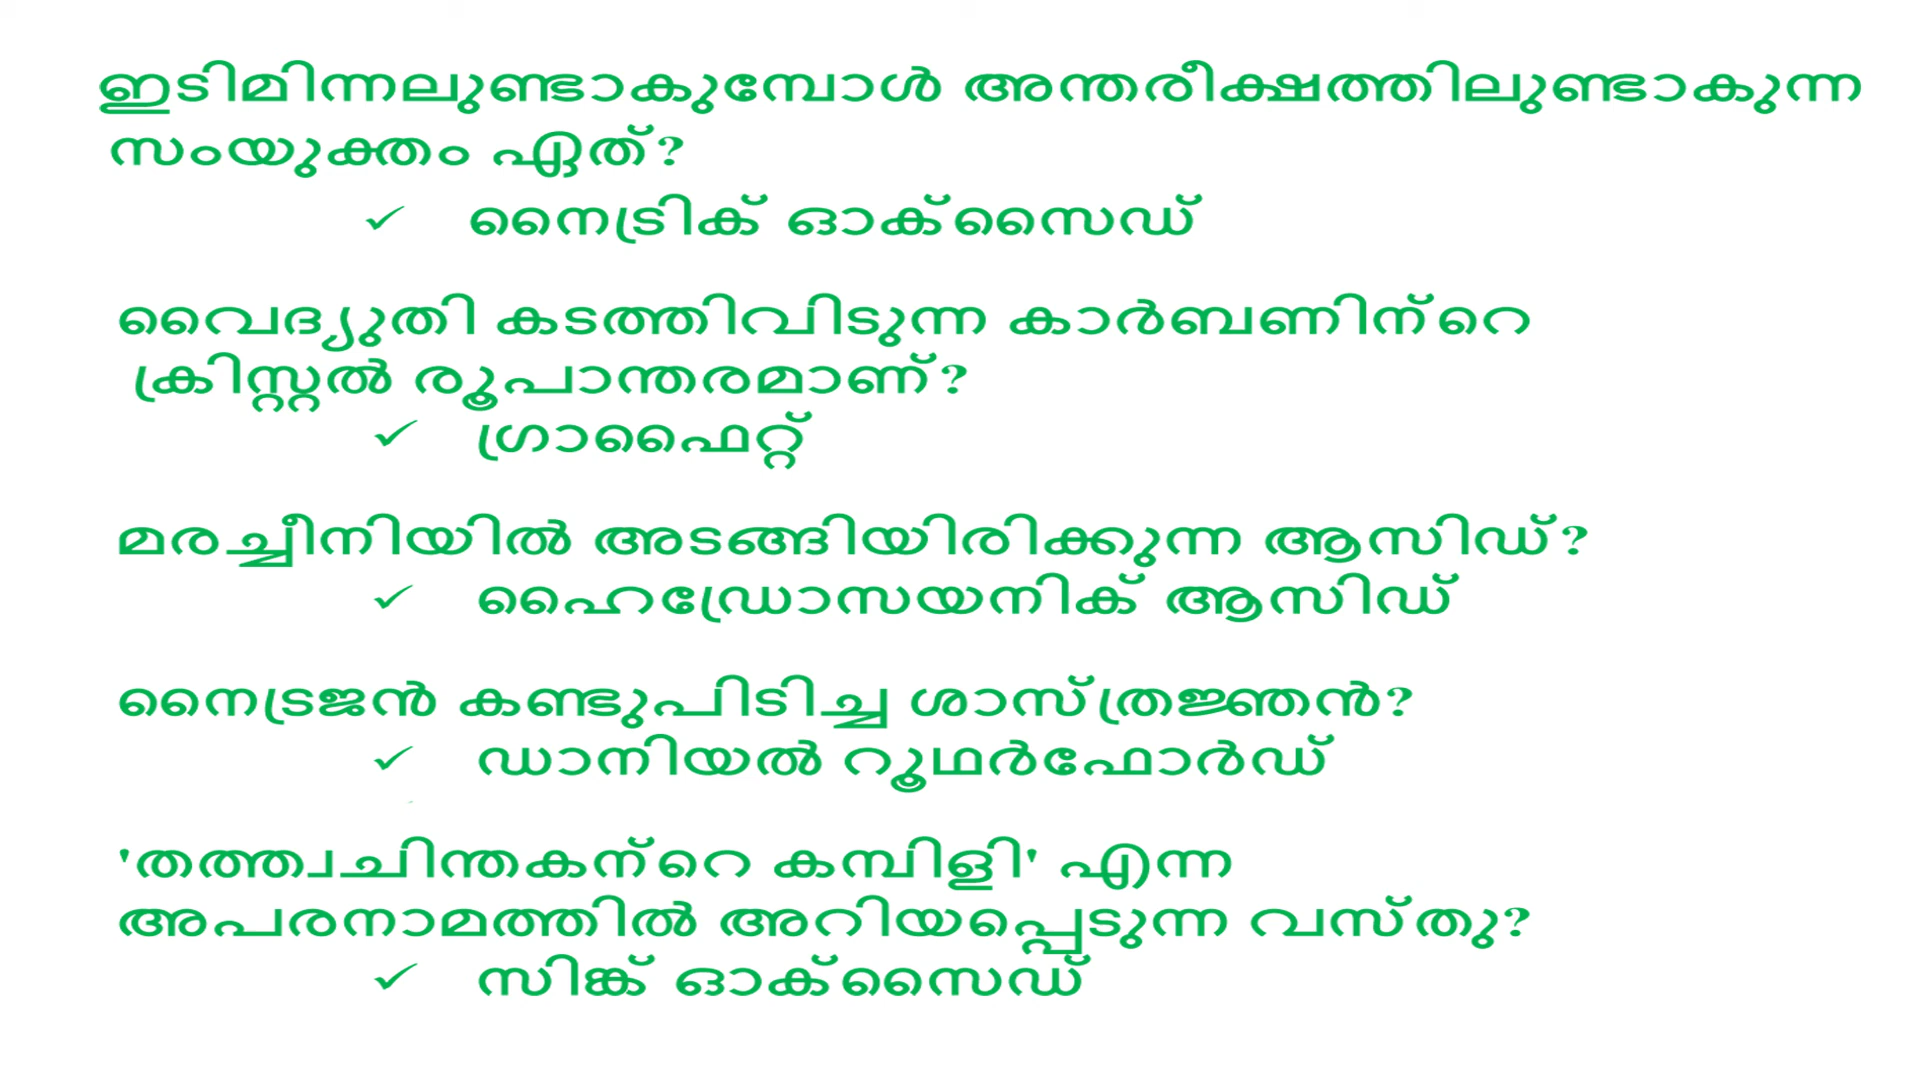 ഇടിമിന്നലുണ്ടാകുമ്പോൾ അന്തരീക്ഷത്തിലുണ്ടാകുന്ന
സംയുക്തം ഏത്?
✓ നൈട്രിക് ഓക്സൈഡ്
വൈദ്യുതി കടത്തിവിടുന്ന കാർബണിന്റെ
ക്രിസ്റ്റൽ രൂപാന്തരമാണ്?
✓ ഗ്രാഫൈറ്റ്
മരച്ചീനിയിൽ അടങ്ങിയിരിക്കുന്ന ആസിഡ്?
✓ ഹൈഡ്രോസയനിക് ആസിഡ്
നൈട്രജൻ കണ്ടുപിടിച്ച ശാസ്ത്രജ്ഞൻ?
✓ ഡാനിയൽ റൂഥർഫോർഡ്
'തത്ത്വചിന്തകന്റെ കമ്പിളി' എന്ന
അപരനാമത്തിൽ അറിയപ്പെടുന്ന വസ്തു?
✓ സിങ്ക് ഓക്സൈഡ്